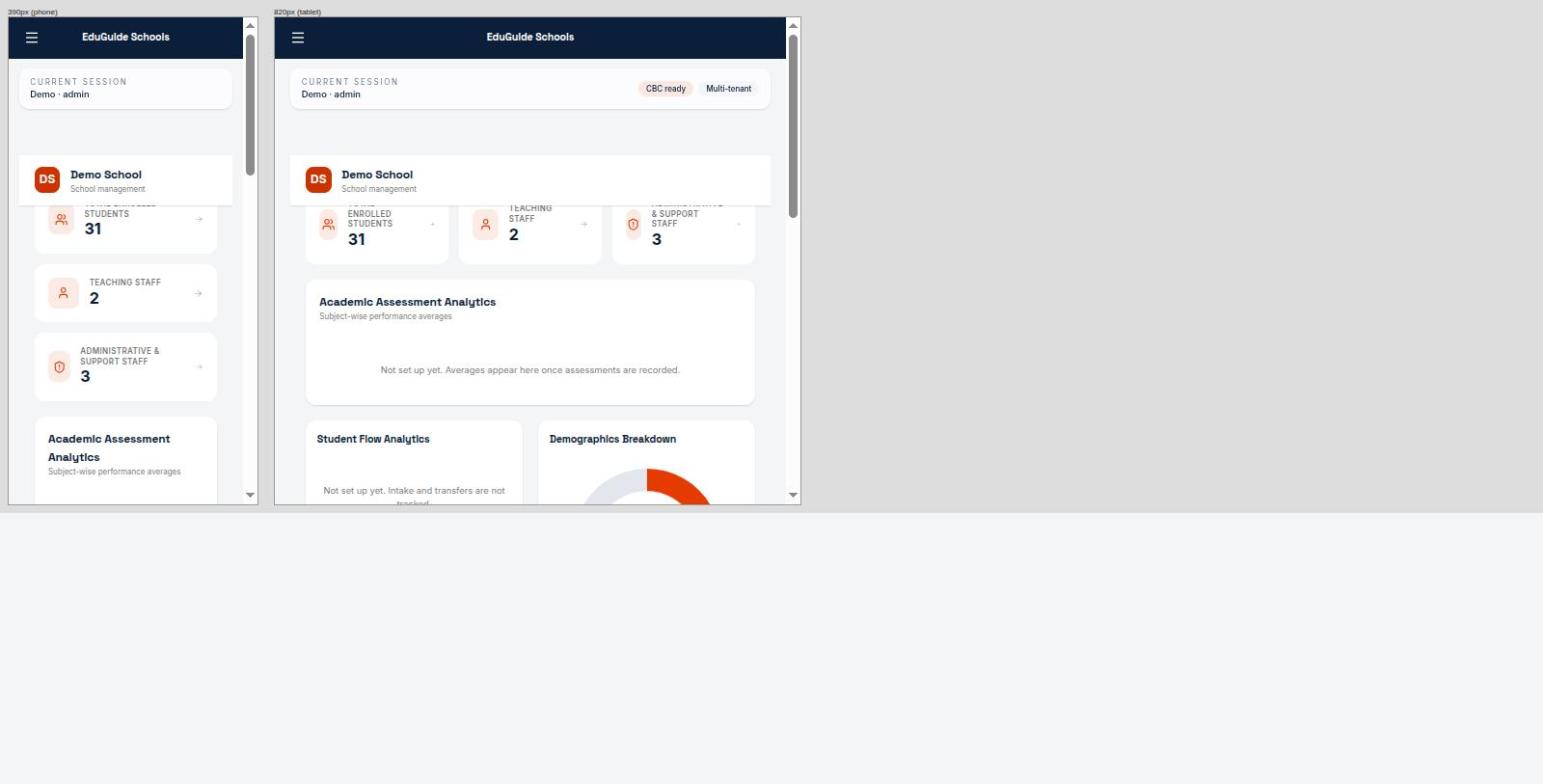 390px (phone)
EduGuide Schools
CURRENT SESSION
Demo · admin
DS
Demo School
School management
STUDENTS
31
TEACHING STAFF
2
ADMINISTRATIVE &
SUPPORT STAFF
3
Academic Assessment
Analytics
Subject-wise performance averages
820px (tablet)
EduGuide Schools
CURRENT SESSION
Demo · admin
CBC ready
Multi-tenant
DS
Demo School
School management
ENROLLED
STUDENTS
31
TEACHING
STAFF
2
& SUPPORT
STAFF
3
Academic Assessment Analytics
Subject-wise performance averages
Not set up yet. Averages appear here once assessments are recorded.
Student Flow Analytics
Not set up yet. Intake and transfers are not
tracked
Demographics Breakdown